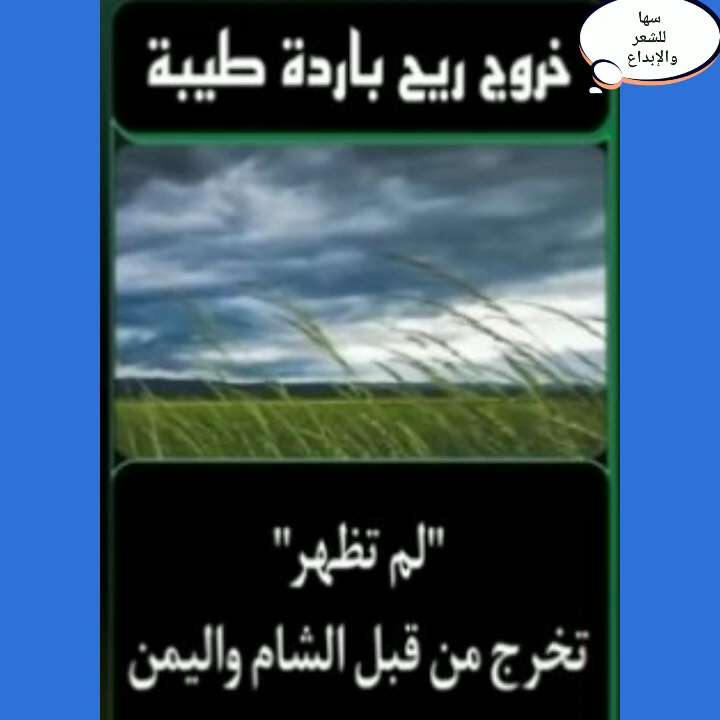 خروج ريح باردة طيبة
سها
للشعر
والإبداع
"لم تظهر"
تخرج من قبل الشام واليمن